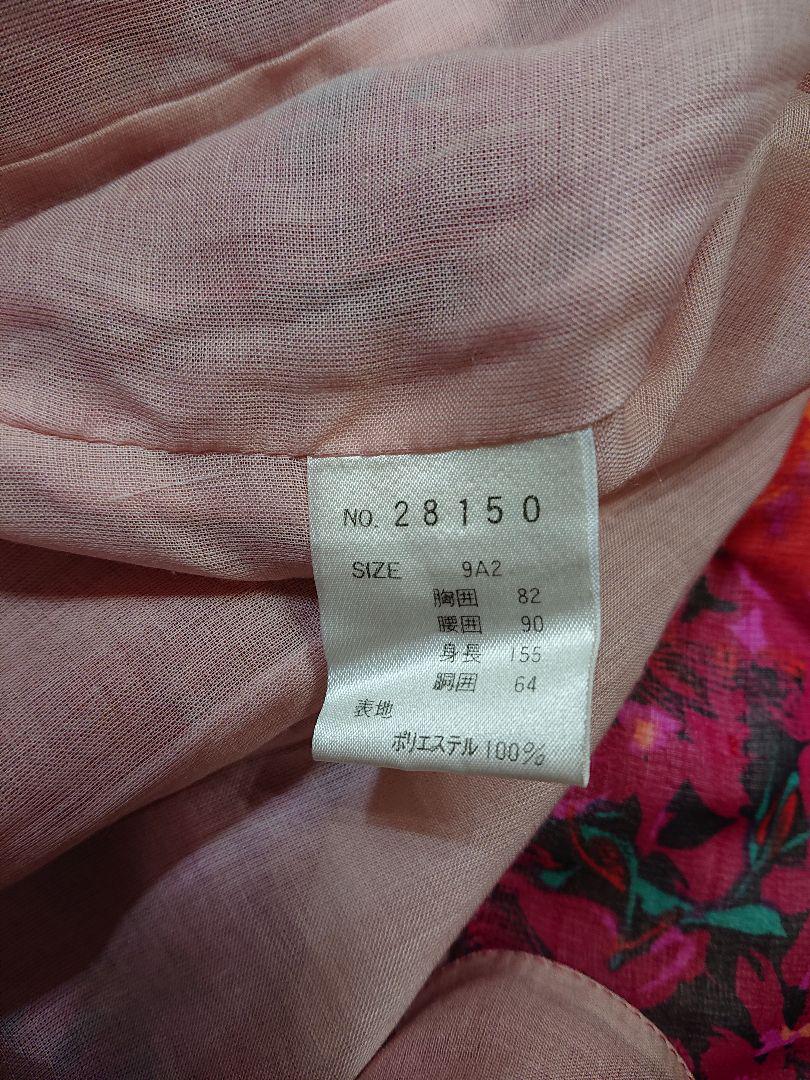 NO. 28150
SIZE 9A2
胸囲 82
腰囲 90
身長 155
胴囲 64
表地
ポリエステル 100%